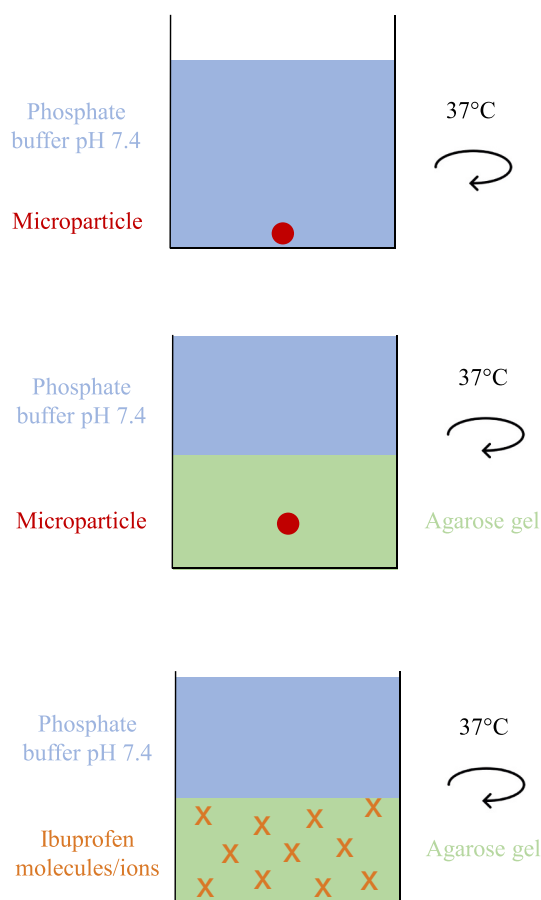 Phosphate
buffer pH 7.4
37°C
Microparticle
Phosphate
buffer pH 7.4
37°C
Microparticle
Agarose gel
Phosphate
buffer pH 7.4
37°C
Ibuprofen
molecules/ions
Agarose gel
X
X
X
X
X
X
X
X
X
X
X